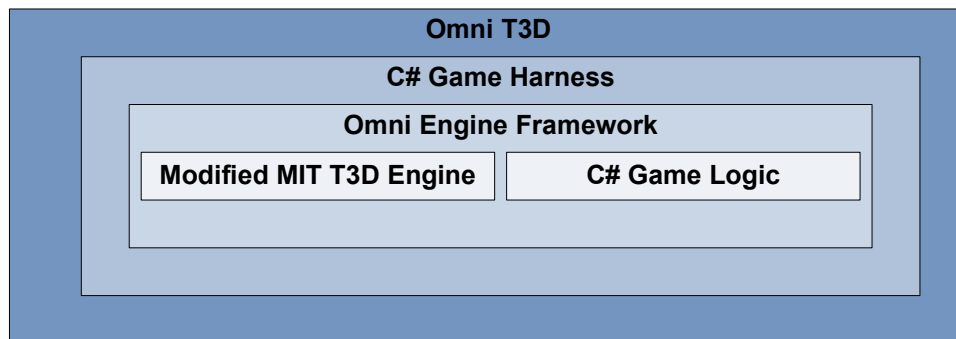 Omni T3D
C# Game Harness
Omni Engine Framework
Modified MIT T3D Engine
C# Game Logic